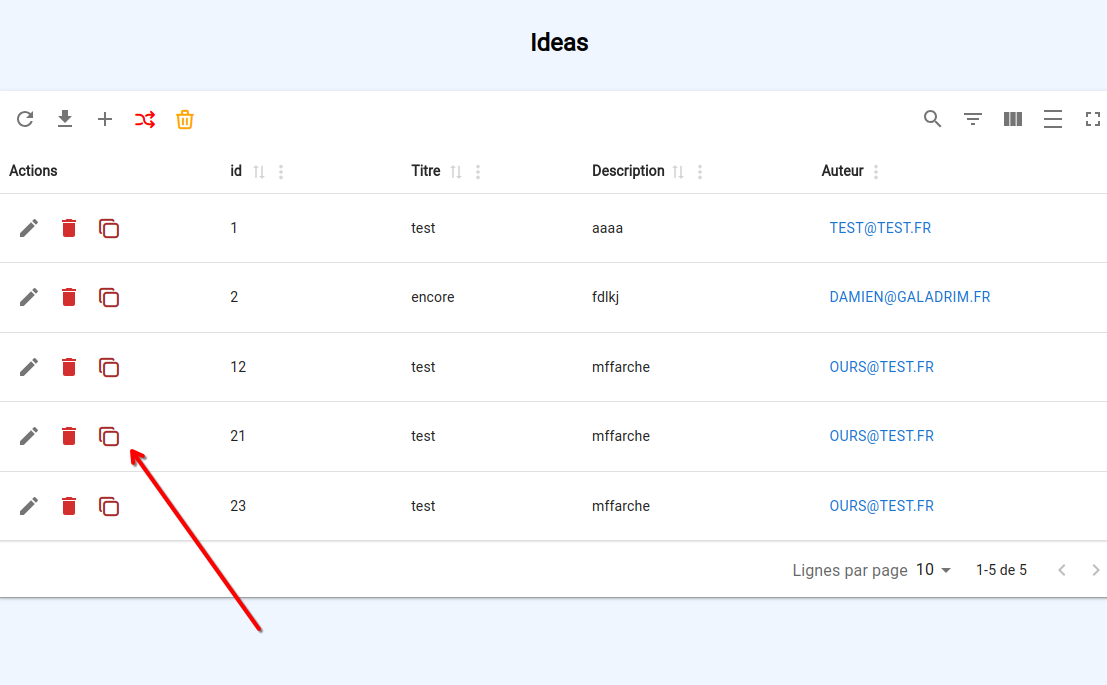 Ideas
Actions id Titre Description Auteur
1 test aaaa TEST@TEST.FR
2 encore fdlkj DAMIEN@GALADRIM.FR
12 test mffarche OURS@TEST.FR
21 test mffarche OURS@TEST.FR
23 test mffarche OURS@TEST.FR
Lignes par page 10 1-5 de 5